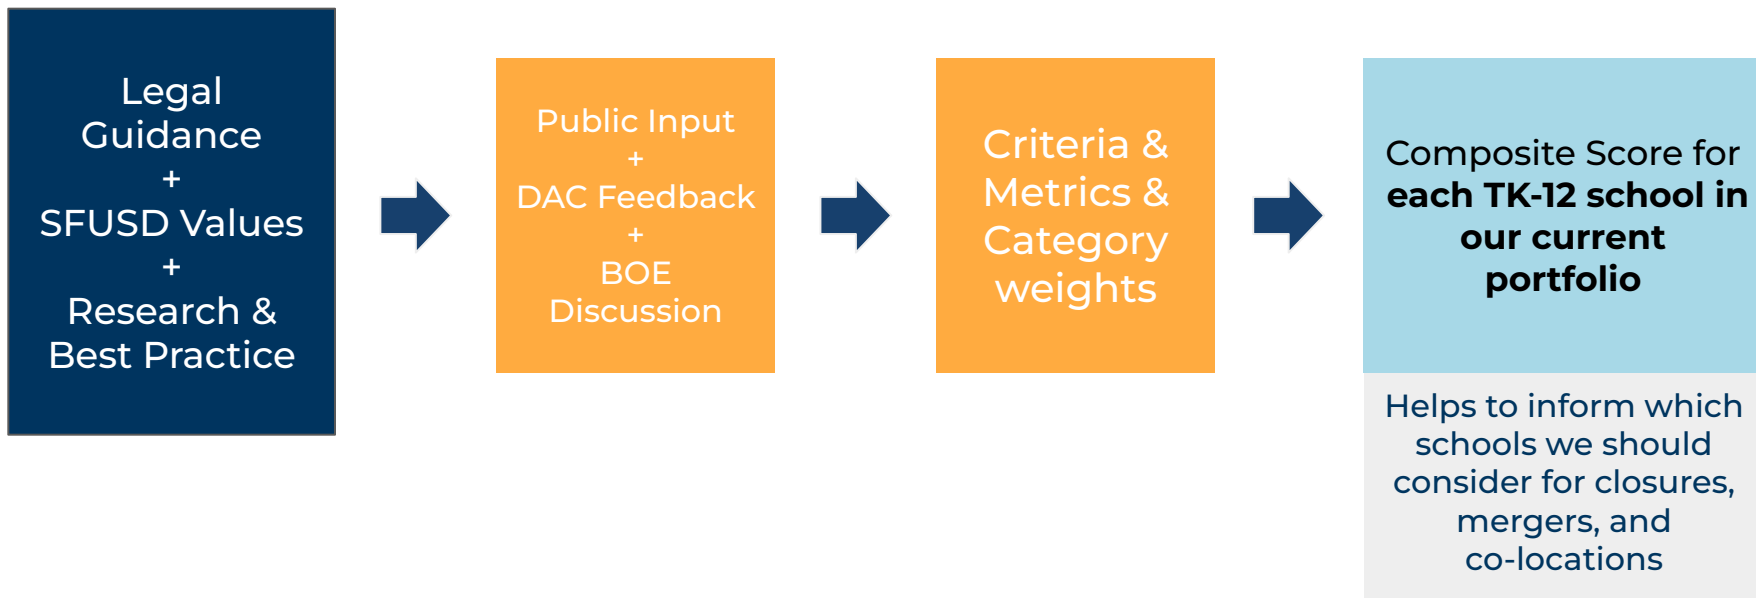 Legal
Guidance
+
SFUSD Values
+
Research &
Best Practice
Public Input
+
DAC Feedback
+
BOE
Discussion
Criteria &
Metrics &
Category
weights
Composite Score for
each TK-12 school in
our current
portfolio
Helps to inform which
schools we should
consider for closures,
mergers, and
co-locations